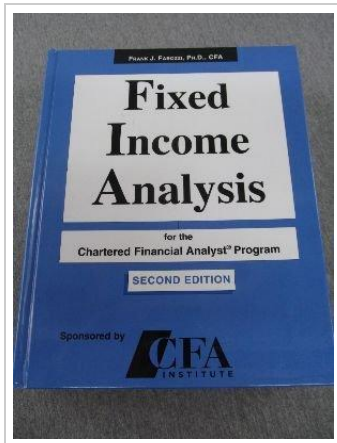 FRANK J. FABOZZI, PH.D., CFA
Fixed
Income
Analysis
for the
Chartered Financial Analyst® Program
SECOND EDITION
Sponsored by
CFA
INSTITUTE